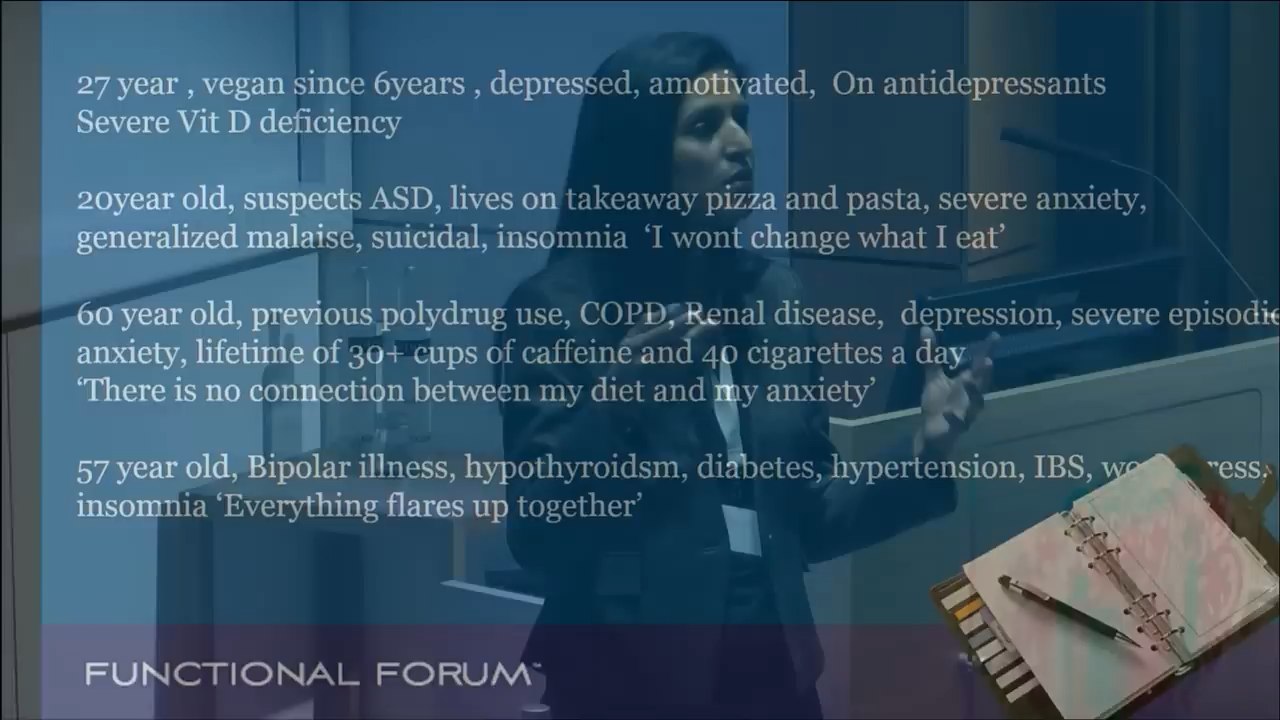 27 year , vegan since 6years , depressed, amotivated, On antidepressants
Severe Vit D deficiency
20year old, suspects ASD, lives on takeaway pizza and pasta, severe anxiety,
generalized malaise, suicidal, insomnia ‘I wont change what I eat’
60 year old, previous polydrug use, COPD, Renal disease, depression, severe
anxiety, lifetime of 30+ cups of caffeine and 40 cigarettes a day
‘There is no connection between my diet and my anxiety’
57 year old, Bipolar illness, hypothyroidsm, diabetes, hypertension, IBS,
insomnia ‘Everything flares up together’
FUNCTIONAL FORUM™